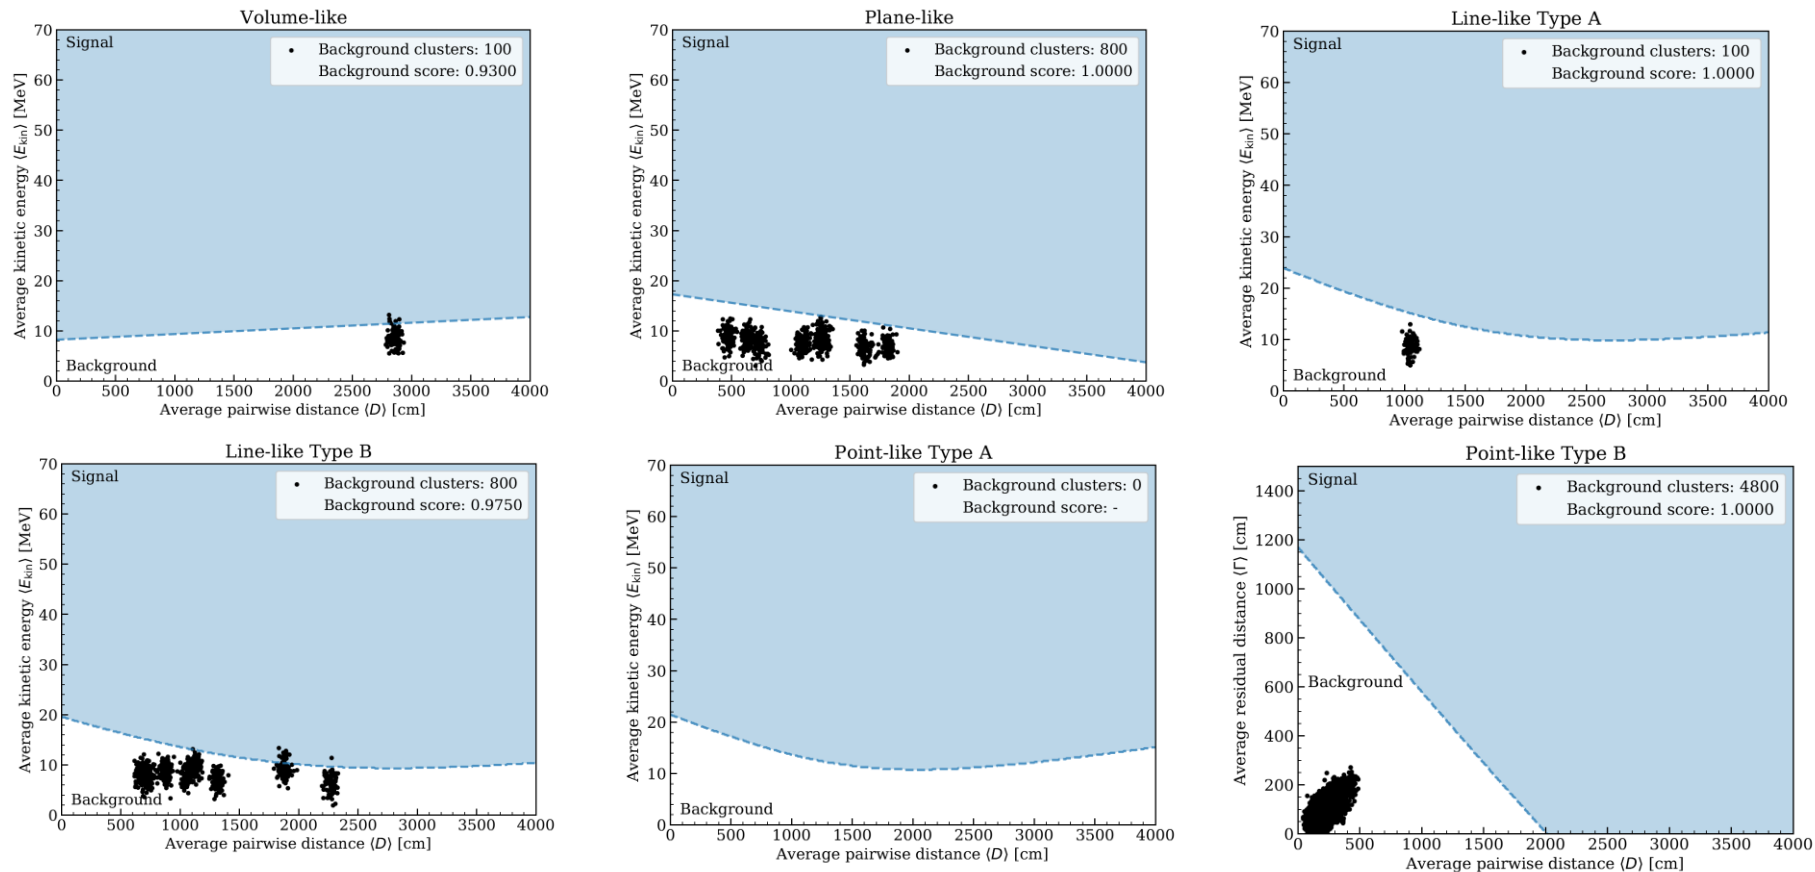 Volume-like
Signal
Background clusters: 100
Background score: 0.9300
Background
70
60
50
40
30
20
10
0
0 500 1000 1500 2000 2500 3000 3500 4000
Average kinetic energy ⟨E_kin⟩ [MeV]
Average pairwise distance ⟨D⟩ [cm]
Plane-like
Signal
Background clusters: 800
Background score: 1.0000
Background
70
60
50
40
30
20
10
0
0 500 1000 1500 2000 2500 3000 3500 4000
Average kinetic energy ⟨E_kin⟩ [MeV]
Average pairwise distance ⟨D⟩ [cm]
Line-like Type A
Signal
Background clusters: 100
Background score: 1.0000
Background
70
60
50
40
30
20
10
0
0 500 1000 1500 2000 2500 3000 3500 4000
Average kinetic energy ⟨E_kin⟩ [MeV]
Average pairwise distance ⟨D⟩ [cm]
Line-like Type B
Signal
Background clusters: 800
Background score: 0.9750
Background
70
60
50
40
30
20
10
0
0 500 1000 1500 2000 2500 3000 3500 4000
Average kinetic energy ⟨E_kin⟩ [MeV]
Average pairwise distance ⟨D⟩ [cm]
Point-like Type A
Signal
Background clusters: 0
Background score: -
Background
70
60
50
40
30
20
10
0
0 500 1000 1500 2000 2500 3000 3500 4000
Average kinetic energy ⟨E_kin⟩ [MeV]
Average pairwise distance ⟨D⟩ [cm]
Point-like Type B
Signal
Background clusters: 4800
Background score: 1.0000
Background
1400
1200
1000
800
600
400
200
0
0 500 1000 1500 2000 2500 3000 3500 4000
Average residual distance ⟨Γ⟩ [cm]
Average pairwise distance ⟨D⟩ [cm]